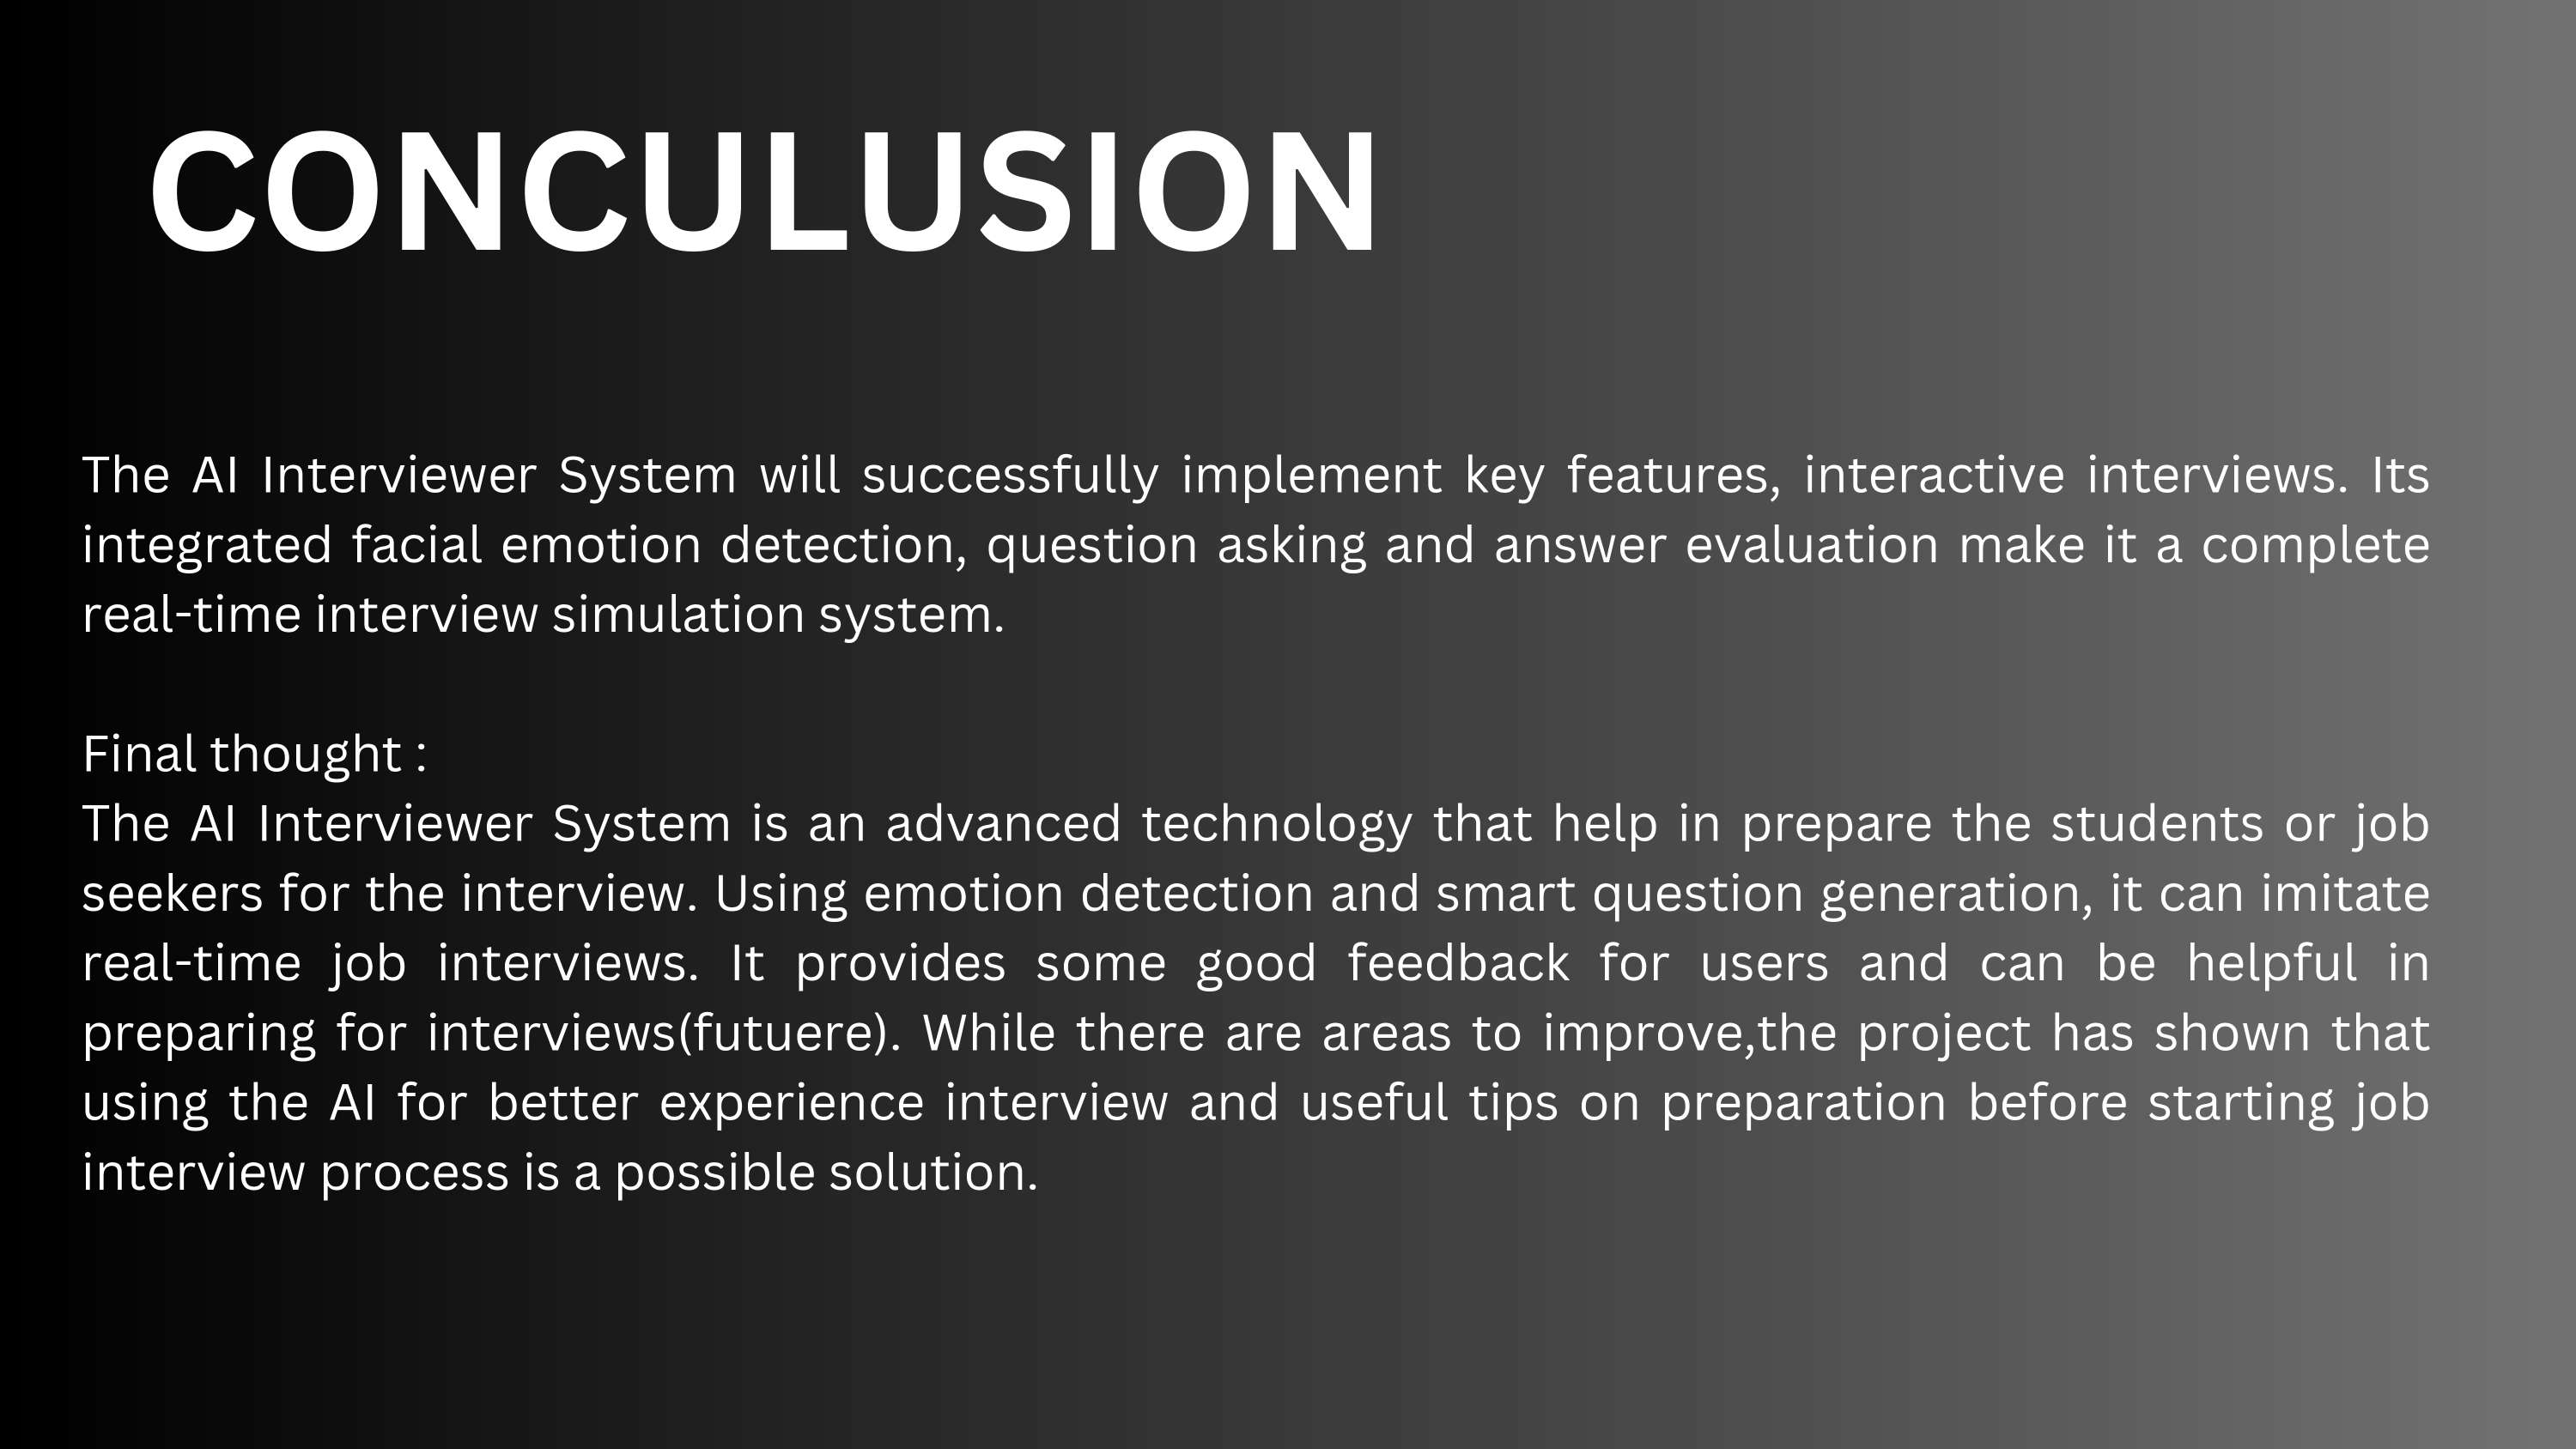 CONCULUSION
The AI Interviewer System will successfully implement key features, interactive interviews. Its
integrated facial emotion detection, question asking and answer evaluation make it a complete
real-time interview simulation system.
Final thought :
The AI Interviewer System is an advanced technology that help in prepare the students or job
seekers for the interview. Using emotion detection and smart question generation, it can imitate
real-time job interviews. It provides some good feedback for users and can be helpful in
preparing for interviews(futuere). While there are areas to improve,the project has shown that
using the AI for better experience interview and useful tips on preparation before starting job
interview process is a possible solution.